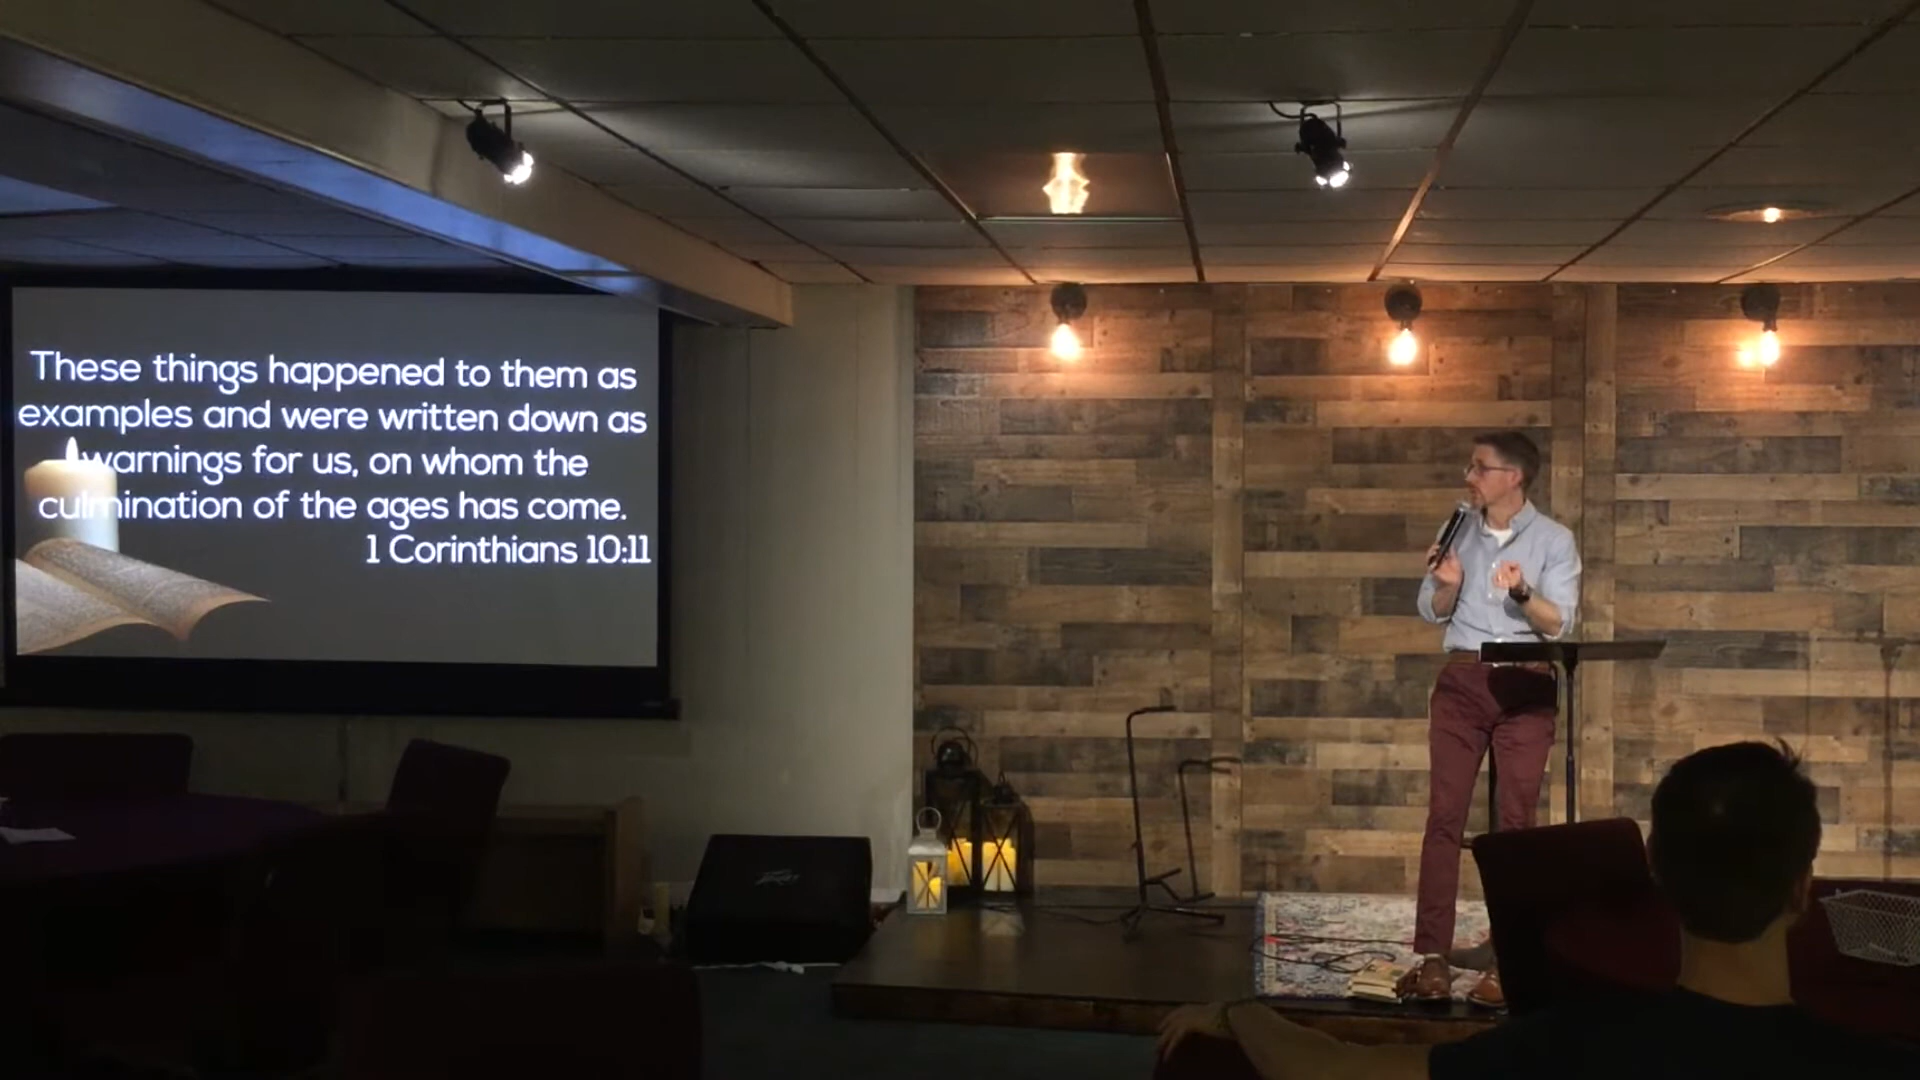 These things happened to them as
examples and were written down as
warnings for us, on whom the
culmination of the ages has come.
1 Corinthians 10:11